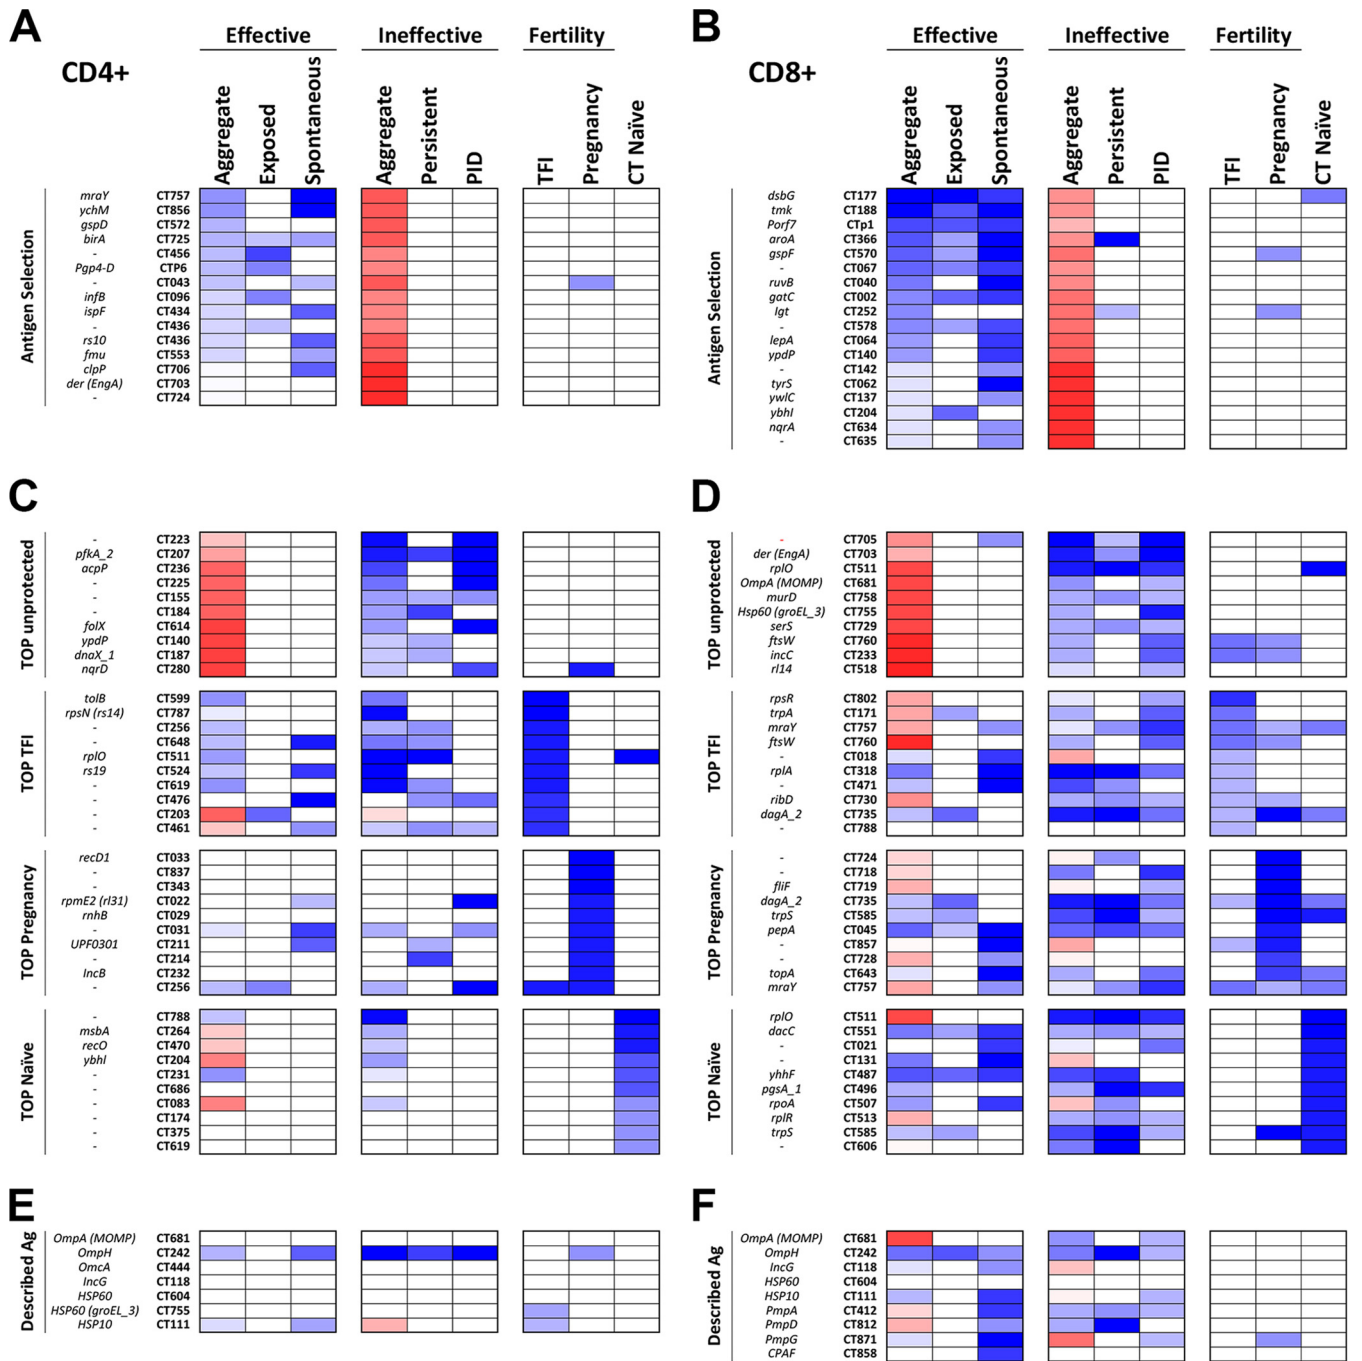 A
Effective Ineffective Fertility
CD4+
Aggregate Exposed Spontaneous Aggregate Persistent PID TFI Pregnancy CT Naïve
Antigen Selection
mraY CT757
ychM CT856
gspD CT572
birA CT725
- CT456
Pgp4-D CTP6
- CT043
infB CT096
ispF CT434
- CT436
rs10 CT436
fmu CT553
clpP CT706
der (EngA) CT703
- CT724
B
Effective Ineffective Fertility
CD8+
Aggregate Exposed Spontaneous Aggregate Persistent PID TFI Pregnancy CT Naïve
Antigen Selection
dsbG CT177
tmk CT188
Porf7 CTp1
aroA CT366
gspF CT570
- CT067
ruvB CT040
gatC CT002
lgt CT252
- CT578
lepA CT064
ypdP CT140
- CT142
tyrS CT062
ywlC CT137
ybhI CT204
nqrA CT634
- CT635
C
TOP unprotected
- CT223
pfkA_2 CT207
acpP CT236
- CT225
- CT155
- CT184
folX CT614
ypdP CT140
dnaX_1 CT187
nqrD CT280
TOP TFI
tolB CT599
rpsN (rs14) CT787
- CT256
- CT648
rplO CT511
rs19 CT524
- CT619
- CT476
- CT203
- CT461
TOP Pregnancy
recD1 CT033
- CT837
- CT343
rpmE2 (rl31) CT022
rnhB CT029
- CT031
UPF0301 CT211
- CT214
IncB CT232
- CT256
TOP Naïve
- CT788
msbA CT264
recO CT470
ybhI CT204
- CT231
- CT686
- CT083
- CT174
- CT375
- CT619
D
TOP unprotected
- CT705
der (EngA) CT703
rplO CT511
OmpA (MOMP) CT681
murD CT758
Hsp60 (groEL_3) CT755
serS CT729
ftsW CT760
incC CT233
rl14 CT518
TOP TFI
rpsR CT802
trpA CT171
mraY CT757
ftsW CT760
- CT018
rplA CT318
- CT471
ribD CT730
dagA_2 CT735
- CT788
TOP Pregnancy
- CT724
- CT718
fliF CT719
dagA_2 CT735
trpS CT585
pepA CT045
- CT857
- CT728
topA CT643
mraY CT757
TOP Naïve
rplO CT511
dacC CT551
- CT021
- CT131
yhhF CT487
pgsA_1 CT496
rpoA CT507
rplR CT513
trpS CT585
- CT606
E
Described Ag
OmpA (MOMP) CT681
OmpH CT242
OmcA CT444
IncG CT118
HSP60 CT604
HSP60 (groEL_3) CT755
HSP10 CT111
F
Described Ag
OmpA (MOMP) CT681
OmpH CT242
IncG CT118
HSP60 CT604
HSP10 CT111
PmpA CT412
PmpD CT812
PmpG CT871
CPAF CT858